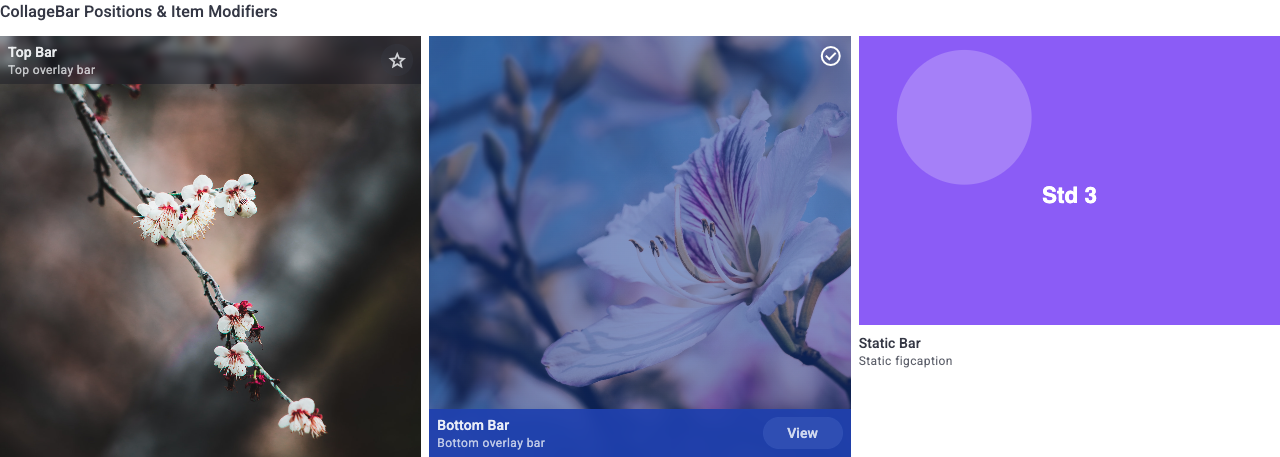 CollageBar Positions & Item Modifiers
Top Bar
Top overlay bar
Bottom Bar
Bottom overlay bar
View
Std 3
Static Bar
Static figcaption